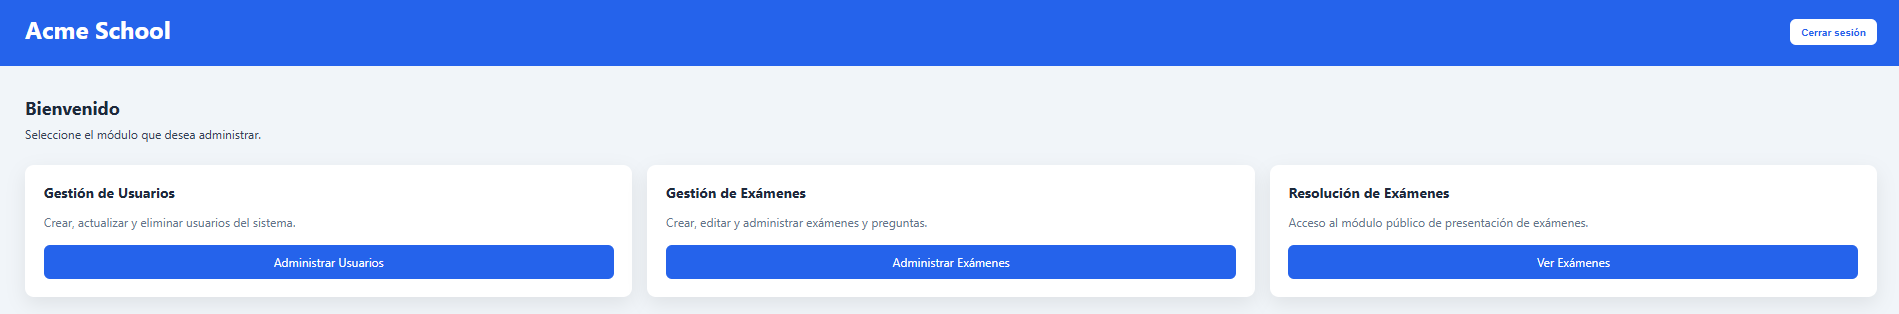 Acme School
Cerrar sesión
Bienvenido
Seleccione el módulo que desea administrar.
Gestión de Usuarios
Crear, actualizar y eliminar usuarios del sistema.
Administrar Usuarios
Gestión de Exámenes
Crear, editar y administrar exámenes y preguntas.
Administrar Exámenes
Resolución de Exámenes
Acceso al módulo público de presentación de exámenes.
Ver Exámenes